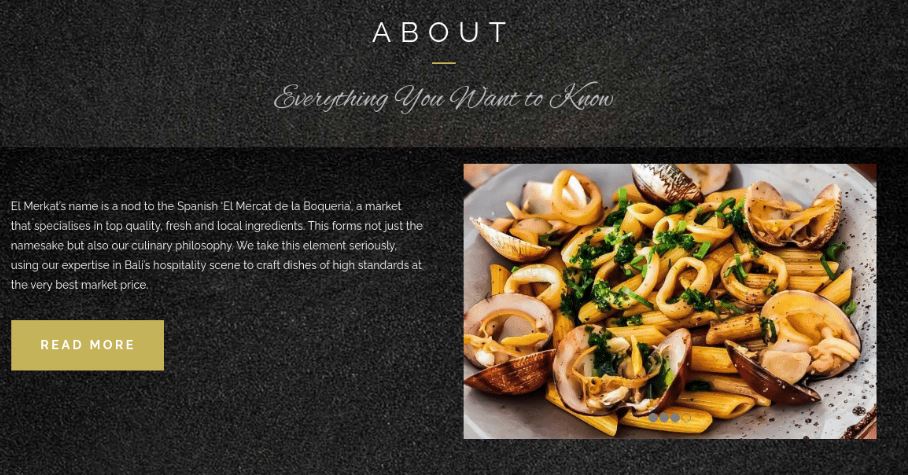 ABOUT
Everything You Want to Know
El Merkat's name is a nod to the Spanish 'El Mercat de la Boqueria', a market
that specialises in top quality, fresh and local ingredients. This forms not just the
namesake but also our culinary philosophy. We take this element seriously,
using our expertise in Bali's hospitality scene to craft dishes of high standards at
the very best market price.
READ MORE